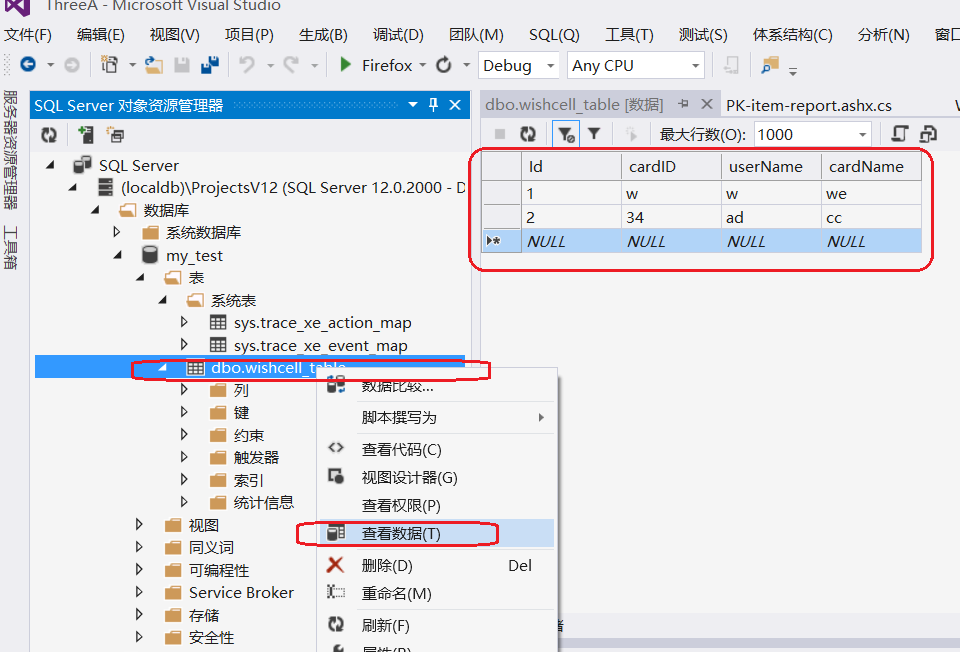 ThreeA - Microsoft Visual Studio
文件(F) 编辑(E) 视图(V) 项目(P) 生成(B) 调试(D) 团队(M) SQL(Q) 工具(T) 测试(S) 体系结构(C) 分析(N) 窗口
Firefox Debug Any CPU
服务器资源管理器
工具箱
SQL Server 对象资源管理器
SQL Server
(localdb)\ProjectsV12 (SQL Server 12.0.2000 - D
数据库
系统数据库
my_test
表
系统表
sys.trace_xe_action_map
sys.trace_xe_event_map
dbo.wishcell_table
列
键
约束
触发器
索引
统计信息
视图
同义词
可编程性
Service Broker
存储
安全性
数据比较...
脚本撰写为
查看代码(C)
视图设计器(G)
查看权限(P)
查看数据(T)
删除(D) Del
重命名(M)
刷新(F)
属性(R)
dbo.wishcell_table [数据] PK-item-report.ashx.cs
最大行数(O): 1000
Id cardID userName cardName
1 w w we
2 34 ad cc
NULL NULL NULL NULL